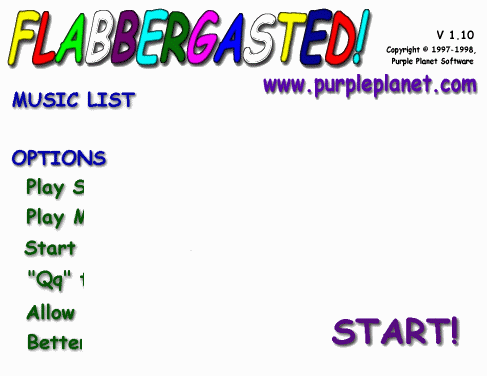 FLABBERGASTED!
V 1.10
Copyright © 1997-1998,
Purple Planet Software
www.purpleplanet.com
MUSIC LIST
OPTIONS
Play S
Play M
Start
"Qq" t
Allow
Better
START!